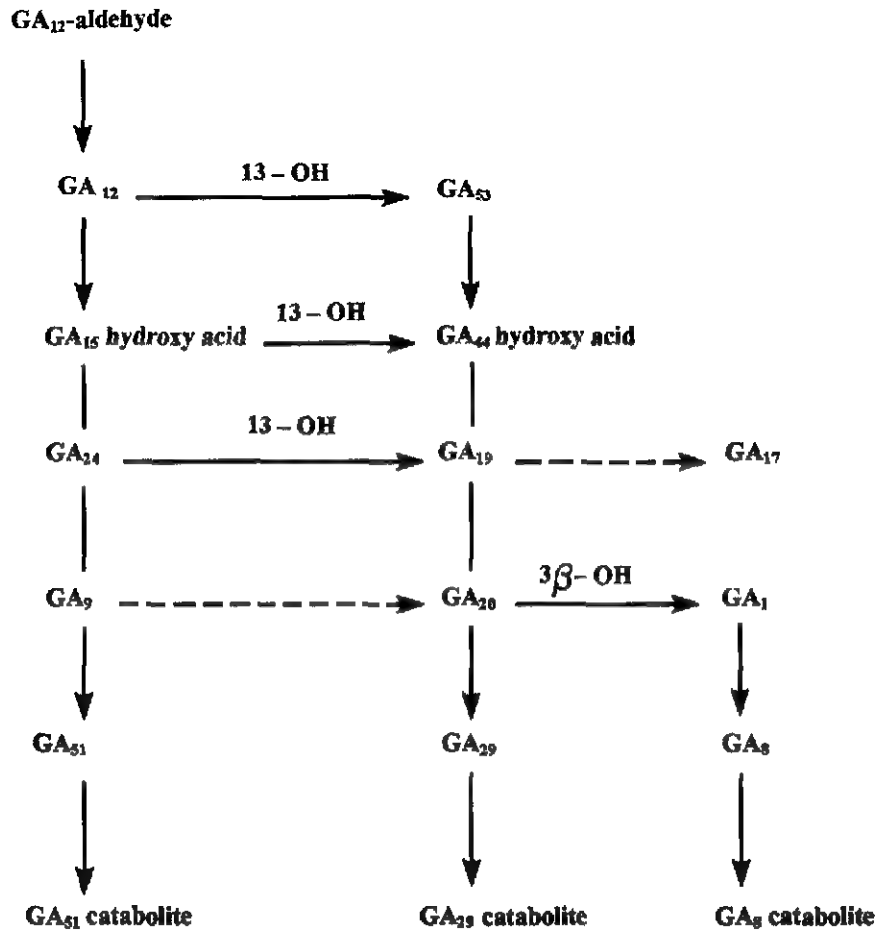 GA₁₂-aldehyde
13 – OH
GA₁₂
GA₅₃
13 – OH
GA₁₅ hydroxy acid
GA₄₄ hydroxy acid
13 – OH
GA₂₄
GA₁₉
GA₁₇
3β– OH
GA₉
GA₂₀
GA₁
GA₅₁
GA₂₉
GA₈
GA₅₁ catabolite
GA₂₉ catabolite
GA₈ catabolite